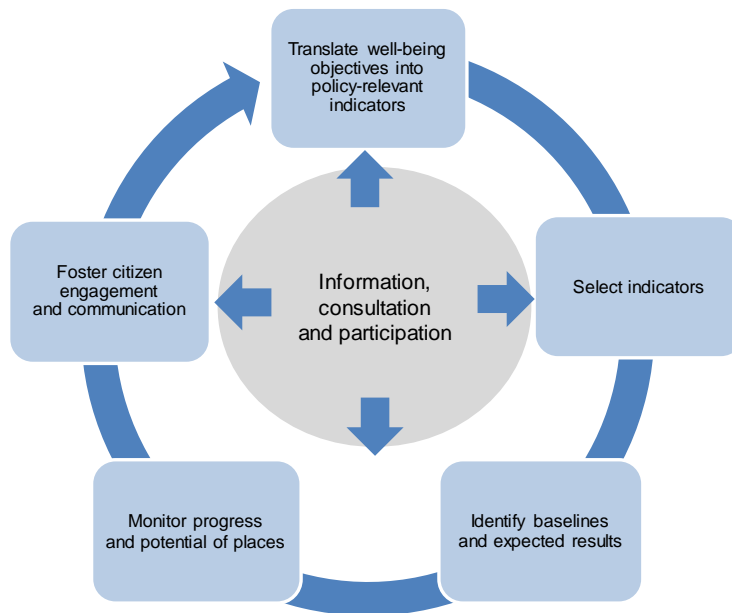 Translate well-being
objectives into
policy-relevant
indicators
Foster citizen
engagement
and communication
Information,
consultation
and participation
Select indicators
Monitor progress
and potential of places
Identify baselines
and expected results